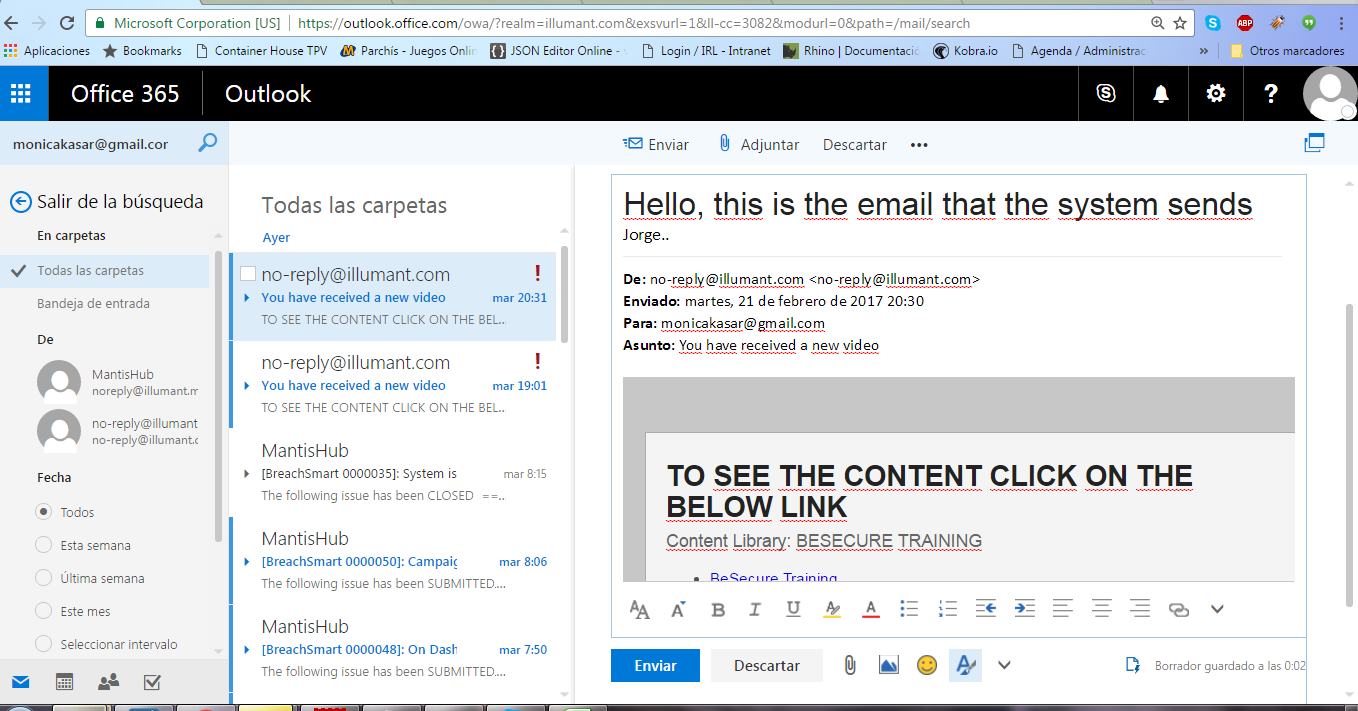 Microsoft Corporation [US] https://outlook.office.com/owa/?realm=illumant.com&exsvurl=1&ll-cc=3082&modurl=0&path=/mail/search
ABP
Aplicaciones Bookmarks Container House TPV Parchís - Juegos Onlin JSON Editor Online - Login / IRL - Intranet Rhino | Documentació Kobra.io Agenda / Administrac » Otros marcadores
Office 365 Outlook ?
monicakasar@gmail.cor
Enviar Adjuntar Descartar •••
Salir de la búsqueda
En carpetas
Todas las carpetas
Bandeja de entrada
De
MantisHub
noreply@illumant.m
no-reply@illumant
no-reply@illumant.c
Fecha
Todos
Esta semana
Última semana
Este mes
Seleccionar intervalo
Todas las carpetas
Ayer
no-reply@illumant.com !
You have received a new video mar 20:31
TO SEE THE CONTENT CLICK ON THE BEL...
no-reply@illumant.com !
You have received a new video mar 19:01
TO SEE THE CONTENT CLICK ON THE BEL...
MantisHub
[BreachSmart 0000035]: System is mar 8:15
The following issue has been CLOSED ==...
MantisHub
[BreachSmart 0000050]: Campaig mar 8:06
The following issue has been SUBMITTED....
MantisHub
[BreachSmart 0000048]: On Dash mar 7:50
The following issue has been SUBMITTED....
Hello, this is the email that the system sends
Jorge..
De: no-reply@illumant.com <no-reply@illumant.com>
Enviado: martes, 21 de febrero de 2017 20:30
Para: monicakasar@gmail.com
Asunto: You have received a new video
TO SEE THE CONTENT CLICK ON THE
BELOW LINK
Content Library: BESECURE TRAINING
• BeSecure Training
AA A B I U A
Enviar Descartar A Borrador guardado a las 0:02